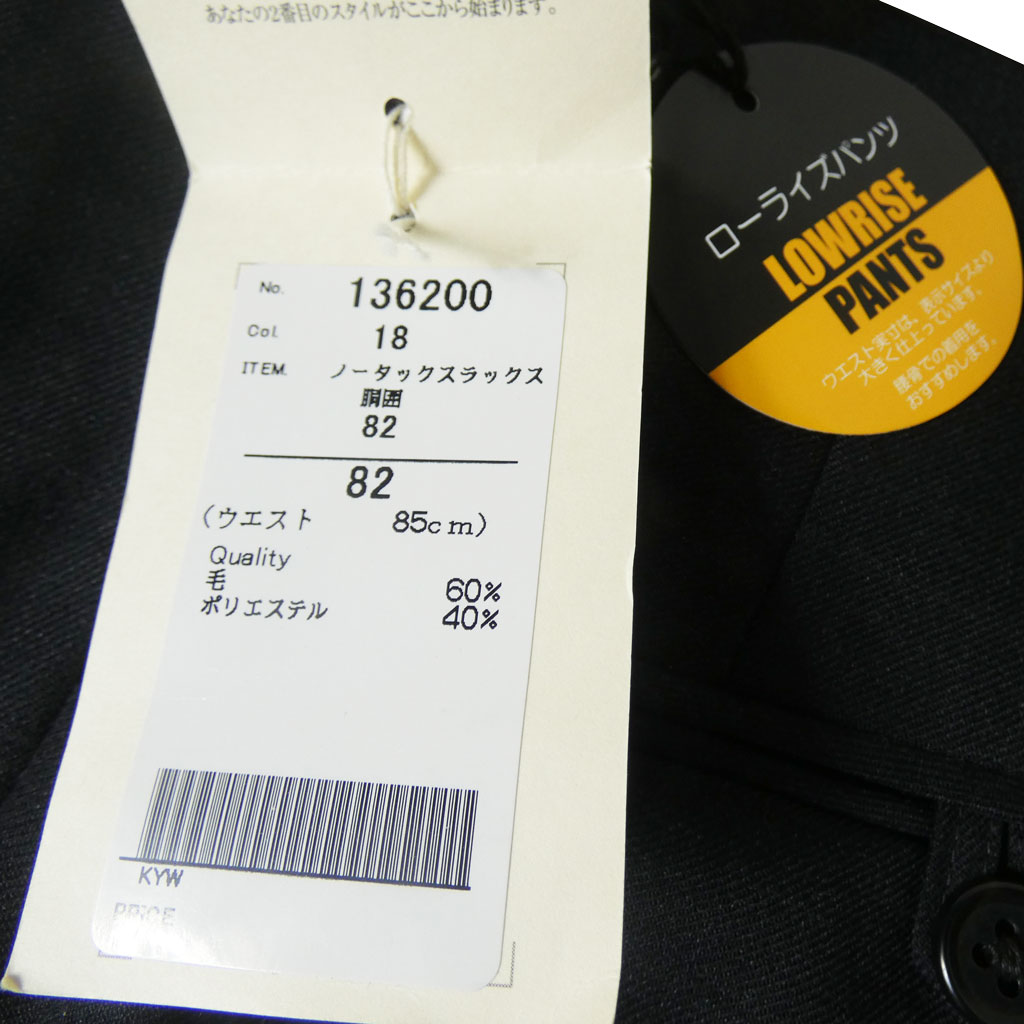 あなたの2番目のスタイルがここから始まります。
No. 136200
Col. 18
ITEM. ノータックスラックス
胴囲
82
82
(ウエスト 85cm)
Quality
毛 60%
ポリエステル 40%
KYW
PRICE
ローライズパンツ
LOWRISE
PANTS
ウエスト実寸は、表示サイズより
大きく仕上っています。
腰骨での着用を
おすすめします。